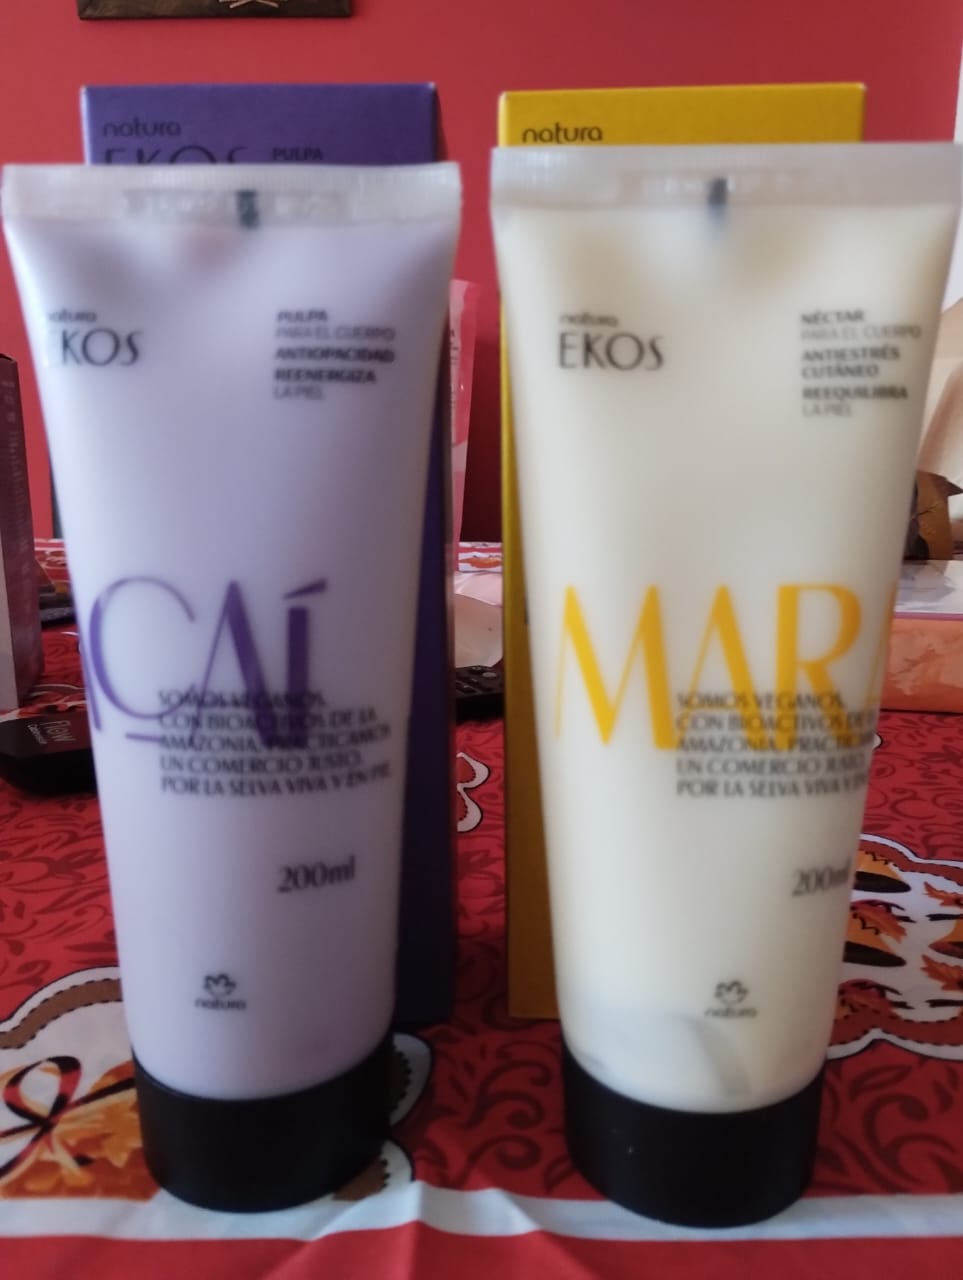 natura
EKOS PULPA
natura
EKOS
PULPA
PARA EL CUERPO
ANTIOPACIDAD
REENERGIZA
LA PIEL
AÇAÍ
SOMOS VEGANOS.
CON BIOACTIVOS DE LA
AMAZONIA. PRACTICAMOS
UN COMERCIO JUSTO.
POR LA SELVA VIVA Y EN PIE.
200ml
natura
natura
natura
EKOS
NÉCTAR
PARA EL CUERPO
ANTIESTRÉS
CUTÁNEO
REEQUILIBRA
LA PIEL
MARA
SOMOS VEGANOS.
CON BIOACTIVOS DE
AMAZONIA. PRACTICAM
UN COMERCIO JUSTO.
POR LA SELVA VIVA Y
200ml
natura
flow